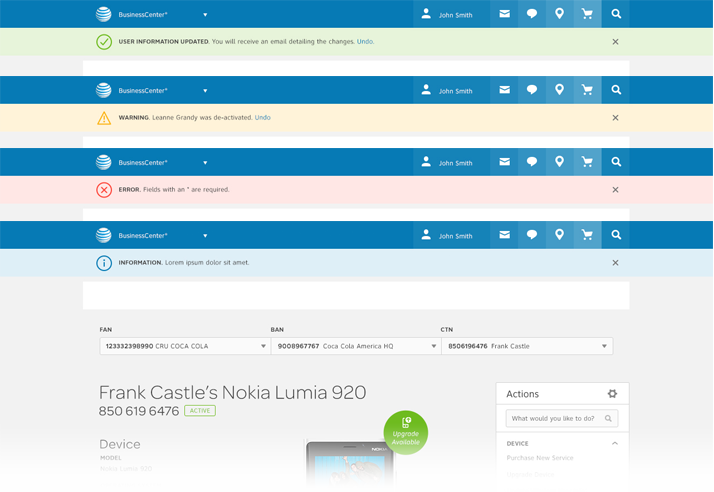 BusinessCenter®
John Smith
USER INFORMATION UPDATED. You will receive an email detailing the changes. Undo.
BusinessCenter®
John Smith
WARNING. Leanne Grandy was de-activated. Undo
BusinessCenter®
John Smith
ERROR. Fields with an * are required.
BusinessCenter®
John Smith
INFORMATION. Lorem ipsum dolor sit amet.
FAN BAN CTN
123332398990 CRU COCA COLA 9008967767 Coca Cola America HQ 8506196476 Frank Castle
Frank Castle's Nokia Lumia 920
850 619 6476 ACTIVE
Device
MODEL
Nokia Lumia 920
Upgrade
Available
NOKIA
Actions
What would you like to do?
DEVICE
Purchase New Service